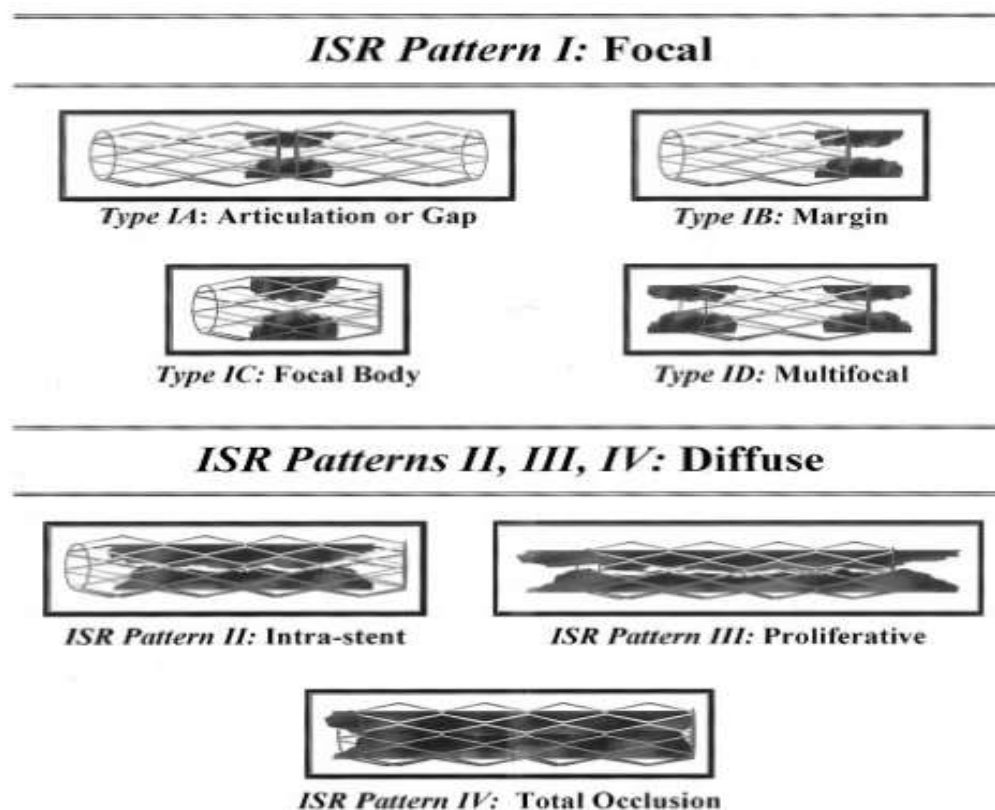 ISR Pattern I: Focal
Type IA: Articulation or Gap
Type IB: Margin
Type IC: Focal Body
Type ID: Multifocal
ISR Patterns II, III, IV: Diffuse
ISR Pattern II: Intra-stent
ISR Pattern III: Proliferative
ISR Pattern IV: Total Occlusion